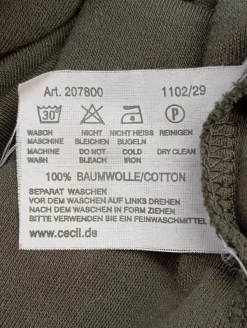 Art. 207800 1102/29
30° P
WASCH NICHT NICHT HEISS REINIGEN
MASCHINE BLEICHEN BUGELN
MACHINE DO NOT COLD DRY CLEAN
WASH BLEACH IRON
100% BAUMWOLLE/COTTON
SEPARAT WASCHEN
VOR DEM WASCHEN AUF LINKS DREHEN
NACH DEM WASCHEN IN FORM ZIEHEN
BITTE VERWENDEN SIE EIN FEINWASCHMITTEL
www.cecil.de